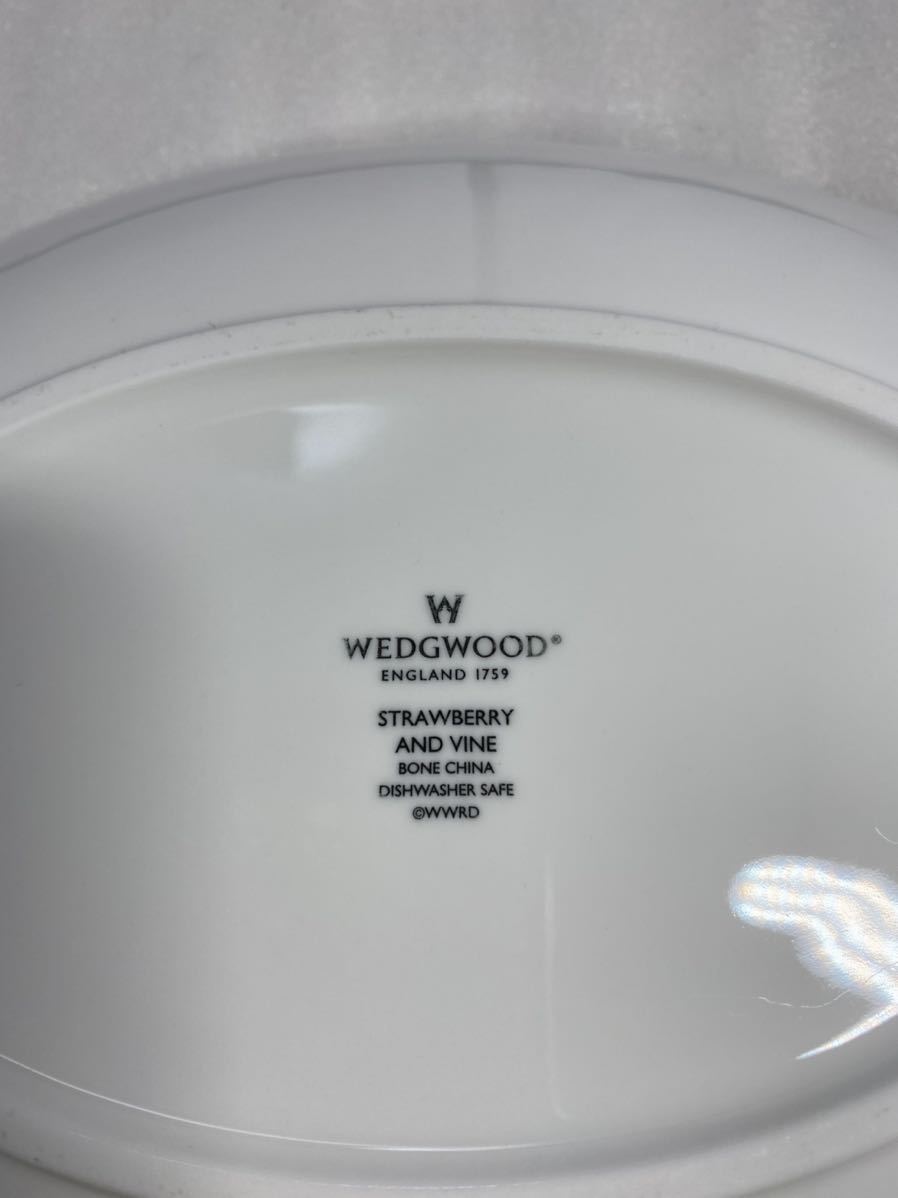 W
WEDGWOOD®
ENGLAND 1759
STRAWBERRY
AND VINE
BONE CHINA
DISHWASHER SAFE
©WWRD